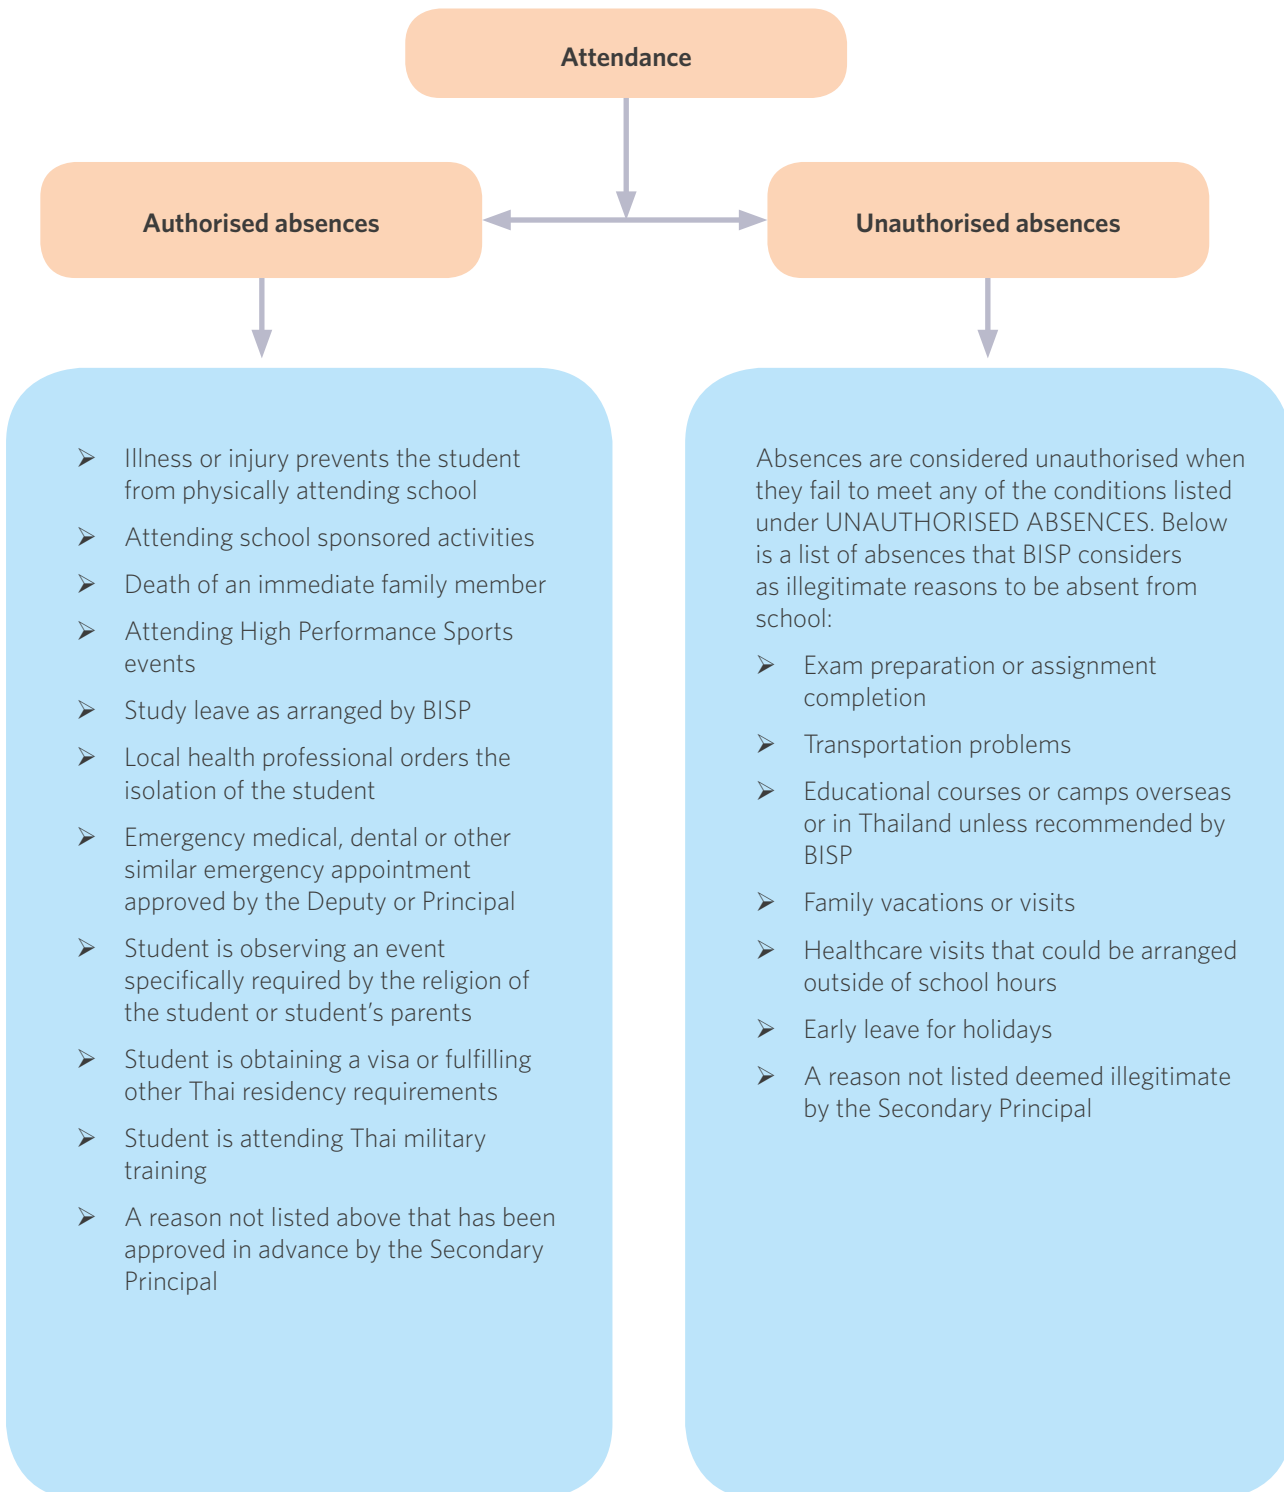 Attendance
Authorised absences
Unauthorised absences
➢ Illness or injury prevents the student
from physically attending school
➢ Attending school sponsored activities
➢ Death of an immediate family member
➢ Attending High Performance Sports
events
➢ Study leave as arranged by BISP
➢ Local health professional orders the
isolation of the student
➢ Emergency medical, dental or other
similar emergency appointment
approved by the Deputy or Principal
➢ Student is observing an event
specifically required by the religion of
the student or student's parents
➢ Student is obtaining a visa or fulfilling
other Thai residency requirements
➢ Student is attending Thai military
training
➢ A reason not listed above that has been
approved in advance by the Secondary
Principal
Absences are considered unauthorised when
they fail to meet any of the conditions listed
under UNAUTHORISED ABSENCES. Below
is a list of absences that BISP considers
as illegitimate reasons to be absent from
school:
➢ Exam preparation or assignment
completion
➢ Transportation problems
➢ Educational courses or camps overseas
or in Thailand unless recommended by
BISP
➢ Family vacations or visits
➢ Healthcare visits that could be arranged
outside of school hours
➢ Early leave for holidays
➢ A reason not listed deemed illegitimate
by the Secondary Principal